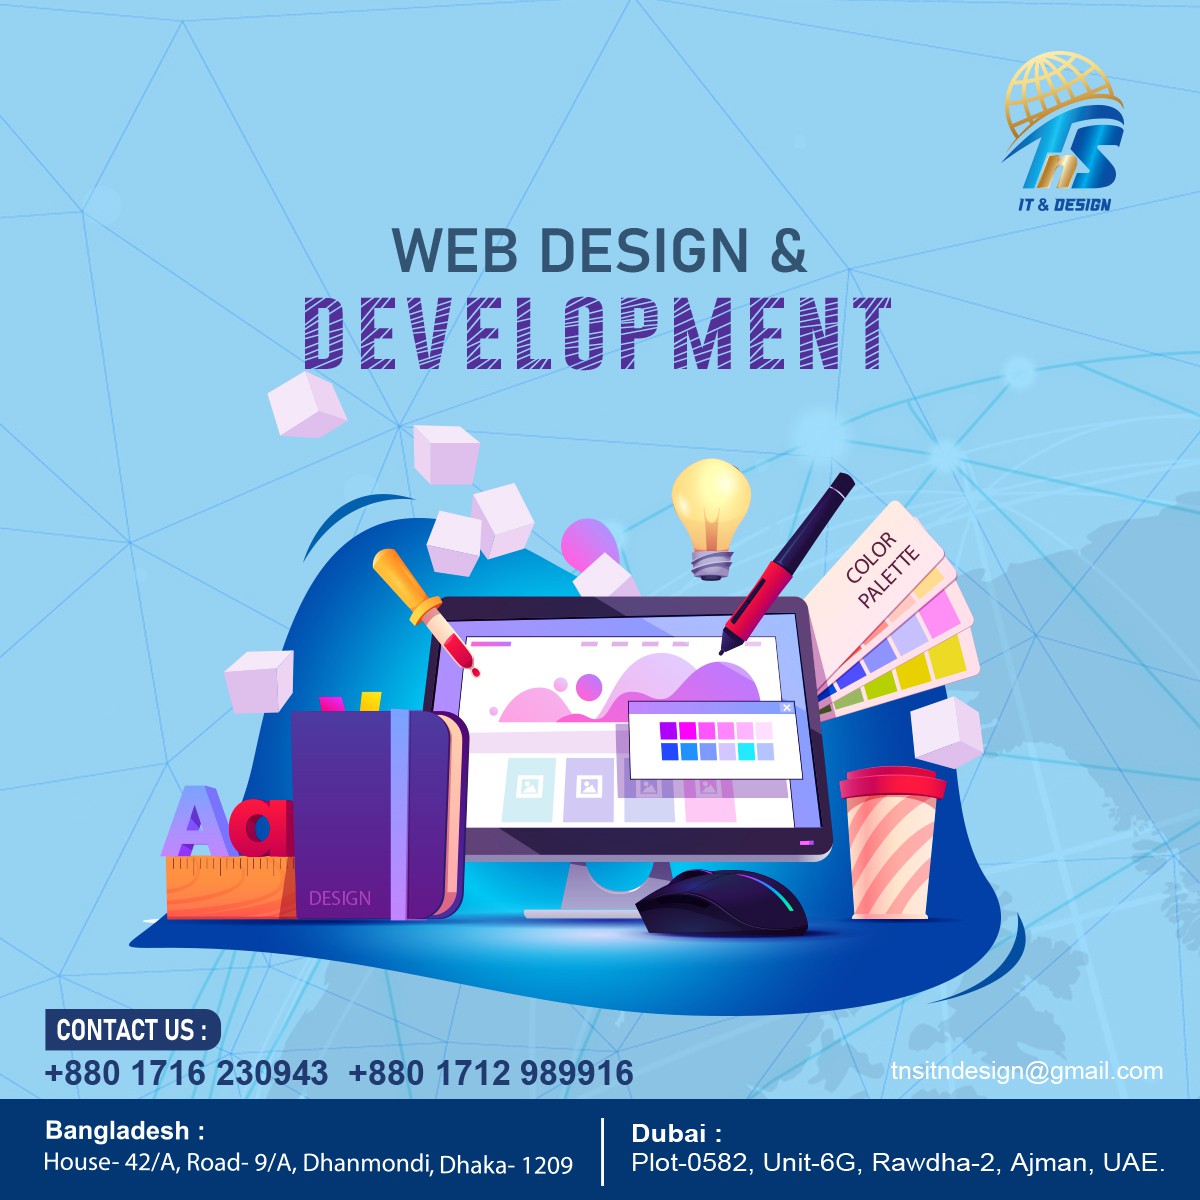 TnS
IT & DESIGN
WEB DESIGN &
DEVELOPMENT
COLOR
PALETTE
Aa
DESIGN
CONTACT US :
+880 1716 230943 +880 1712 989916
tnsitndesign@gmail.com
Bangladesh :
House- 42/A, Road- 9/A, Dhanmondi, Dhaka- 1209
Dubai :
Plot-0582, Unit-6G, Rawdha-2, Ajman, UAE.